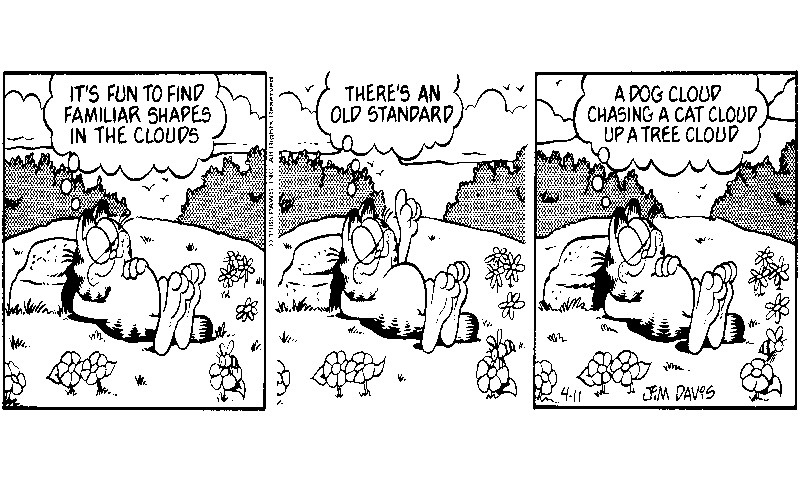 IT'S FUN TO FIND
FAMILIAR SHAPES
IN THE CLOUDS
THERE'S AN
OLD STANDARD
A DOG CLOUD
CHASING A CAT CLOUD
UP A TREE CLOUD
4-11
JIM DAVIS